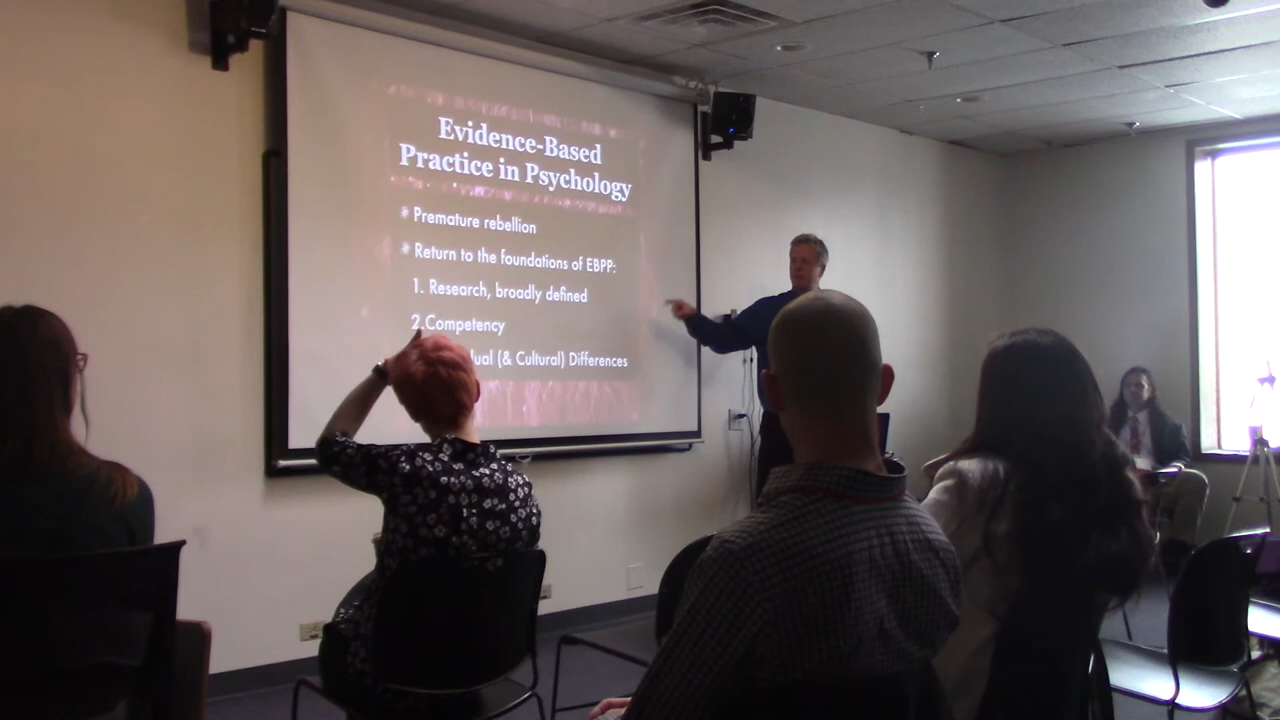 Evidence-Based
Practice in Psychology
* Premature rebellion
* Return to the foundations of EBPP:
1. Research, broadly defined
2.Competency
(& Cultural) Differences